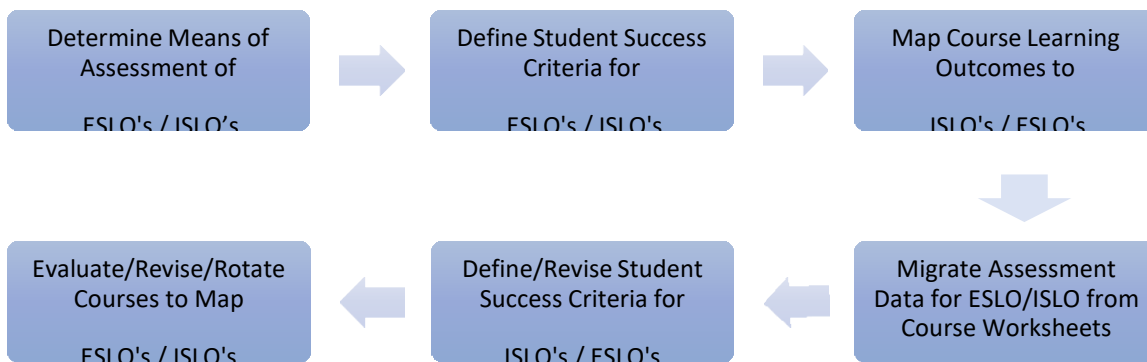 Determine Means of
Assessment of
ESLO's / ISLO’s
Define Student Success
Criteria for
ESLO's / ISLO's
Map Course Learning
Outcomes to
ISLO's / ESLO's
Migrate Assessment
Data for ESLO/ISLO from
Course Worksheets
Define/Revise Student
Success Criteria for
ISLO's / ESLO's
Evaluate/Revise/Rotate
Courses to Map
ESLO's / ISLO's